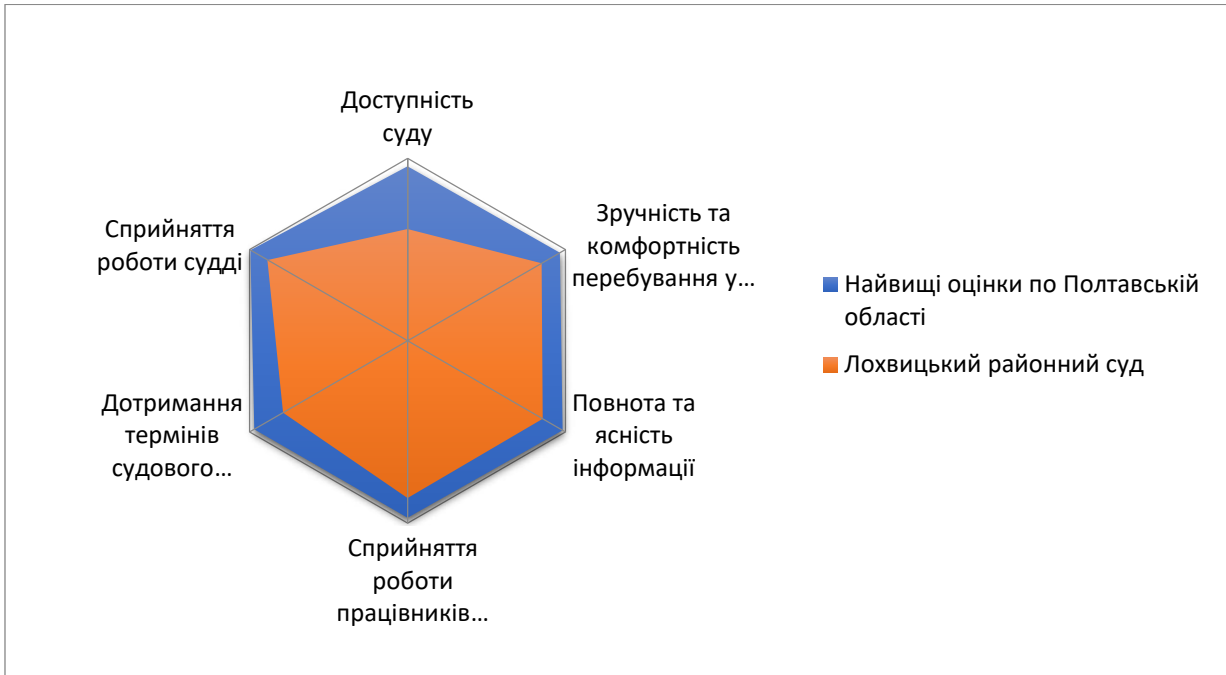 Доступність
суду
Зручність та
комфортність
перебування у…
Повнота та
ясність
інформації
Сприйняття
роботи
працівників…
Дотримання
термінів
судового…
Сприйняття
роботи судді
Найвищі оцінки по Полтавській
області
Лохвицький районний суд